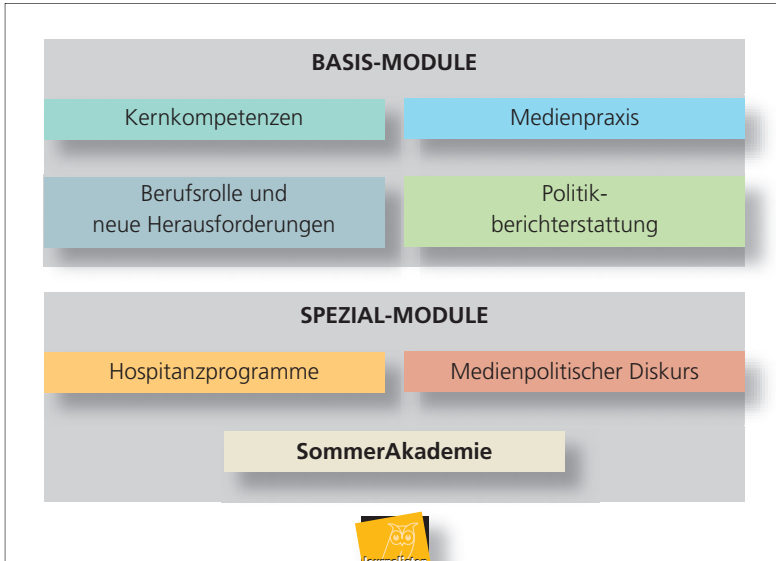 BASIS-MODULE
Kernkompetenzen
Medienpraxis
Berufsrolle und
neue Herausforderungen
Politik-
berichterstattung
SPEZIAL-MODULE
Hospitanzprogramme
Medienpolitischer Diskurs
SommerAkademie